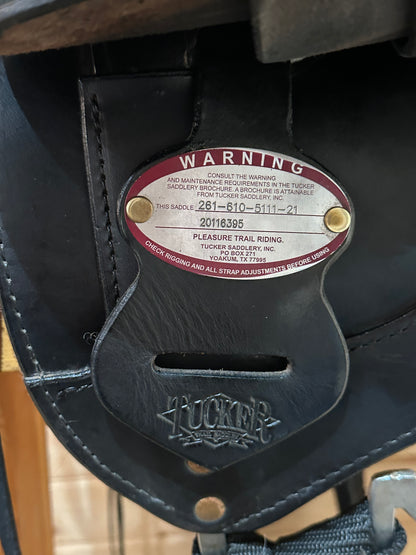 WARNING
CONSULT THE WARNING
AND MAINTENANCE REQUIREMENTS IN THE TUCKER
SADDLERY BROCHURE. A BROCHURE IS ATTAINABLE
FROM TUCKER SADDLERY, INC.
THIS SADDLE 261-610-5111-21
20116395
PLEASURE TRAIL RIDING.
TUCKER SADDLERY, INC.
PO BOX 271
YOAKUM, TX 77995
CHECK RIGGING AND ALL STRAP ADJUSTMENTS BEFORE USING
TUCKER